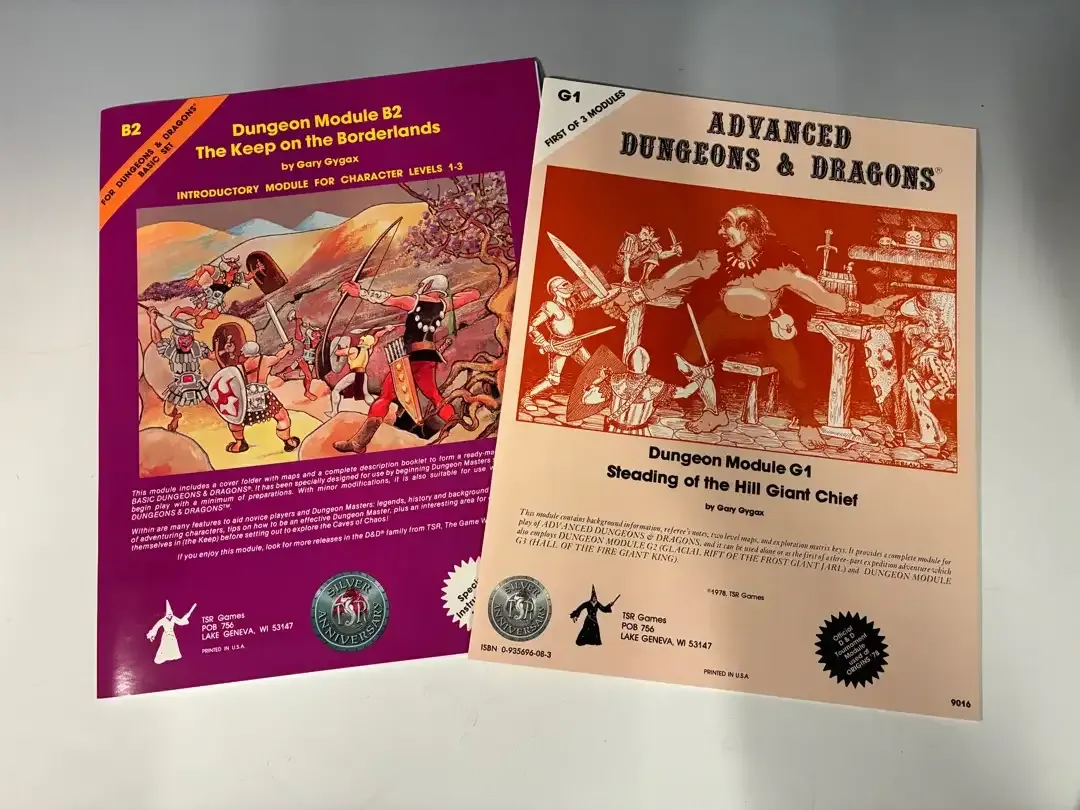 B2
FOR DUNGEONS & DRAGONS®
BASIC SET
Dungeon Module B2
The Keep on the Borderlands
by Gary Gygax
INTRODUCTORY MODULE FOR CHARACTER LEVELS 1-3
This module includes a cover folder with maps and a complete description booklet to form a ready-ma
BASIC DUNGEONS & DRAGONS®. It has been specially designed for use by beginning Dungeon Masters
begin play with a minimum of preparations. With minor modifications, it is also suitable for use w
DUNGEONS & DRAGONS™.
Within are many features to aid novice players and Dungeon Masters: legends, history and background
of adventuring characters, tips on how to be an effective Dungeon Master, plus an interesting area for
themselves in (the Keep) before setting out to explore the Caves of Chaos!
If you enjoy this module, look for more releases in the D&D® family from TSR, The Game W
TSR Games
POB 756
LAKE GENEVA, WI 53147
PRINTED IN U.S.A.
SILVER
TSR
ANNIVERSARY
Speci
Instru
G1
FIRST OF 3 MODULES
ADVANCED
DUNGEONS & DRAGONS®
Dungeon Module G1
Steading of the Hill Giant Chief
by Gary Gygax
This module contains background information, referee's notes, two level maps, and exploration matrix keys. It provides a complete module for
play of ADVANCED DUNGEONS & DRAGONS, and it can be used alone or as the first of a three-part expedition adventure which
also employs DUNGEON MODULE G2 (GLACIAL RIFT OF THE FROST GIANT JARL) and DUNGEON MODULE
G3 (HALL OF THE FIRE GIANT KING).
©1978, TSR Games
SILVER
TSR
ANNIVERSARY
TSR Games
POB 756
LAKE GENEVA, WI 53147
ISBN 0-935696-08-3
PRINTED IN U.S.A
Official
D & D
Tournament
Module
used at
ORIGINS '78
9016